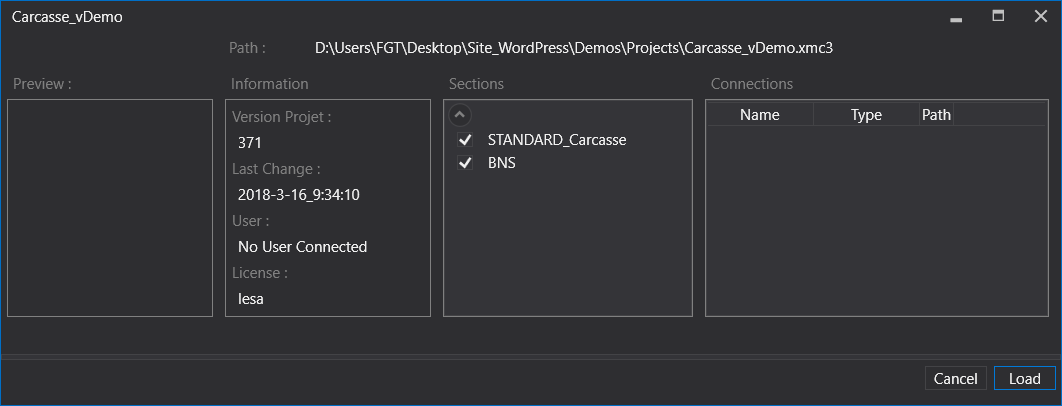 Carcasse_vDemo
Path : D:\Users\FGT\Desktop\Site_WordPress\Demos\Projects\Carcasse_vDemo.xmc3
Preview :
Information
Version Projet :
371
Last Change :
2018-3-16_9:34:10
User :
No User Connected
License :
lesa
Sections
STANDARD_Carcasse
BNS
Connections
Name Type Path
Cancel Load